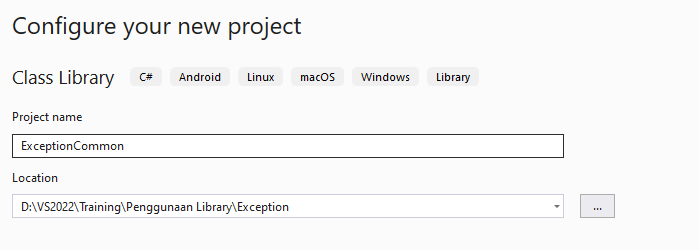 Configure your new project
Class Library C# Android Linux macOS Windows Library
Project name
ExceptionCommon
Location
D:\VS2022\Training\Penggunaan Library\Exception
...